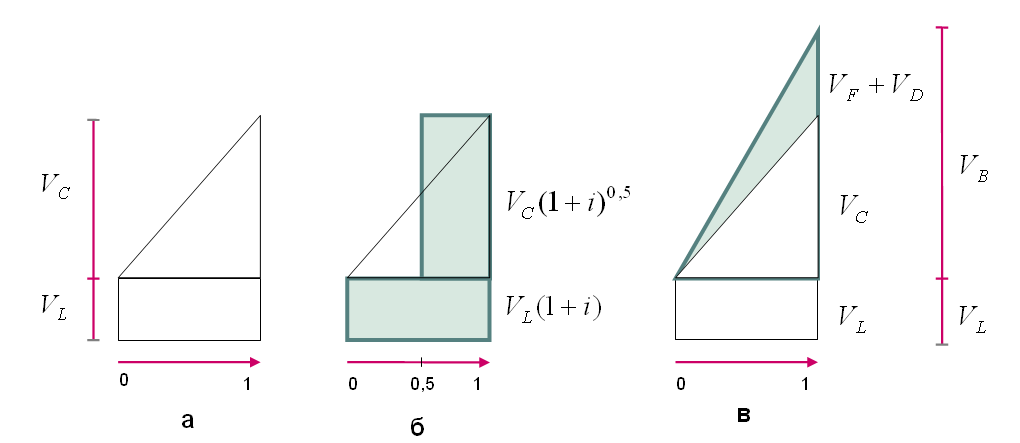 V_C
V_L
0
1
а
V_C(1+i)^{0,5}
V_L(1+i)
0
0,5
1
б
V_F + V_D
V_C
V_L
0
1
в
V_B
V_L